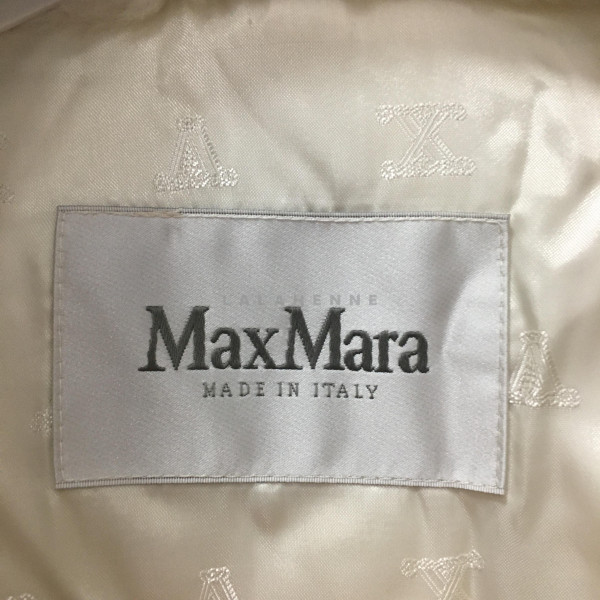 A X
LALAHENNE
MaxMara
MADE IN ITALY
A
A X